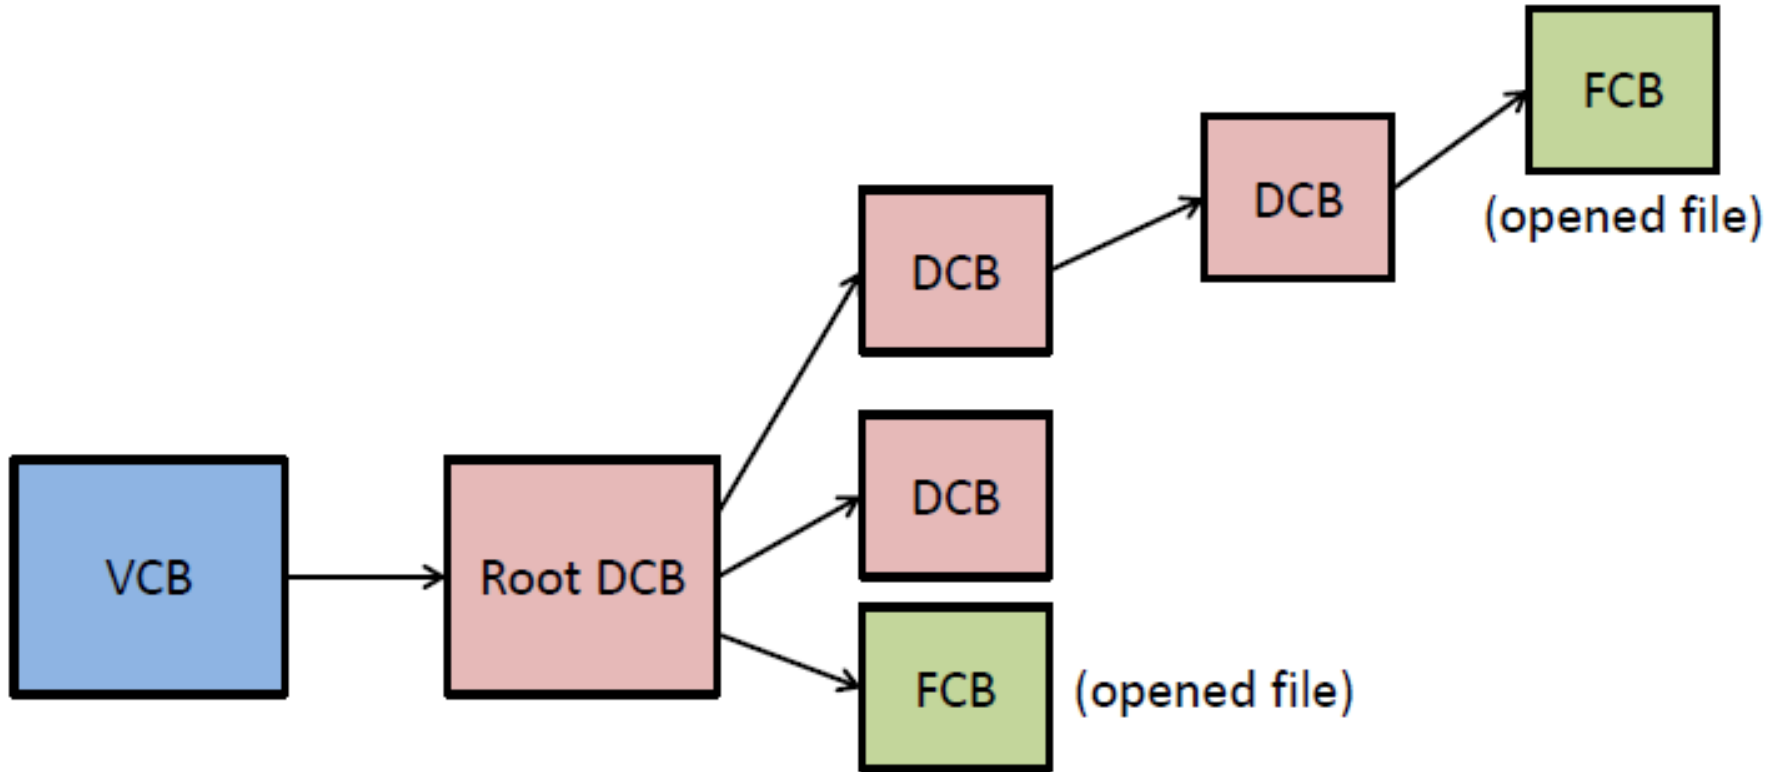 FCB
(opened file)
DCB
DCB
DCB
VCB
Root DCB
FCB
(opened file)